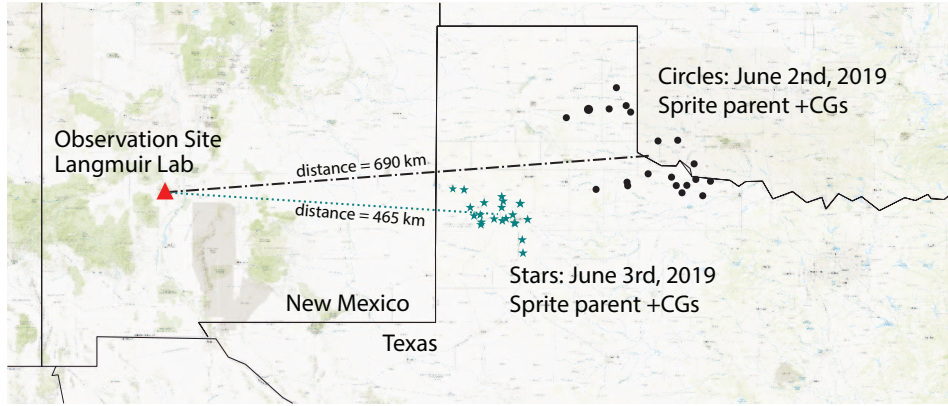 Circles: June 2nd, 2019
Sprite parent +CGs
Observation Site
Langmuir Lab
distance = 690 km
distance = 465 km
Stars: June 3rd, 2019
Sprite parent +CGs
New Mexico
Texas